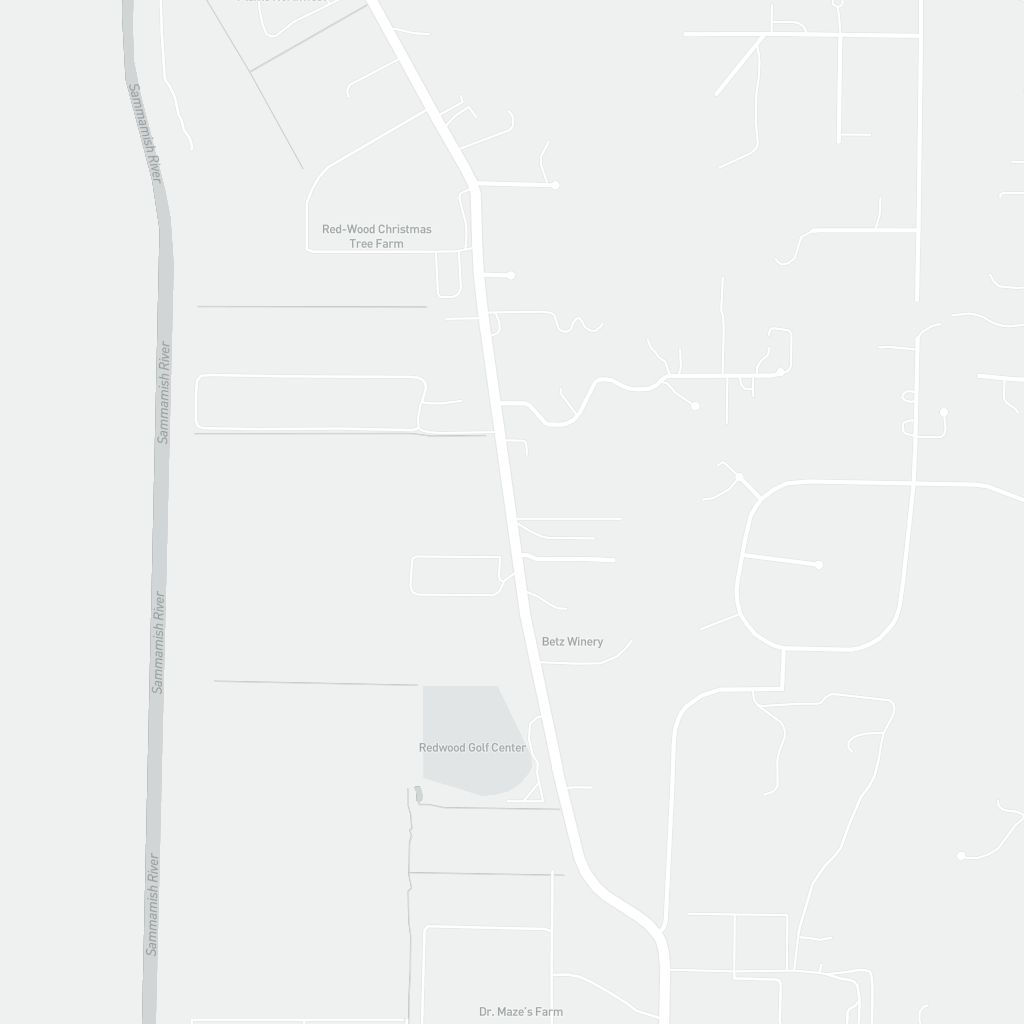 Sammamish River
Red-Wood Christmas
Tree Farm
Sammamish River
Sammamish River
Betz Winery
Redwood Golf Center
Sammamish River
Dr. Maze's Farm